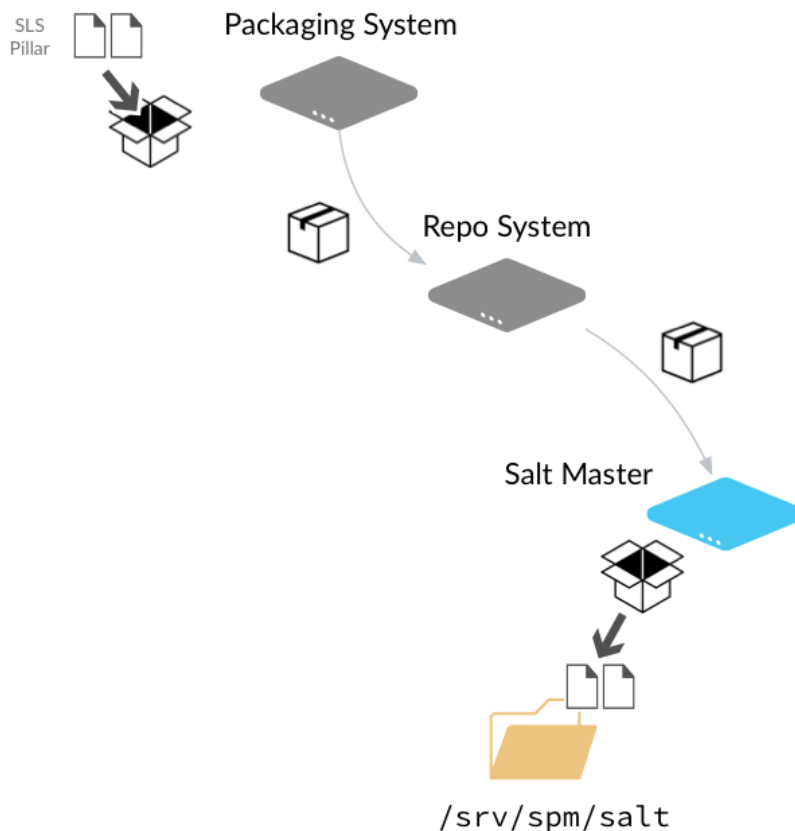 SLS
Pillar
Packaging System
Repo System
Salt Master
/srv/spm/salt